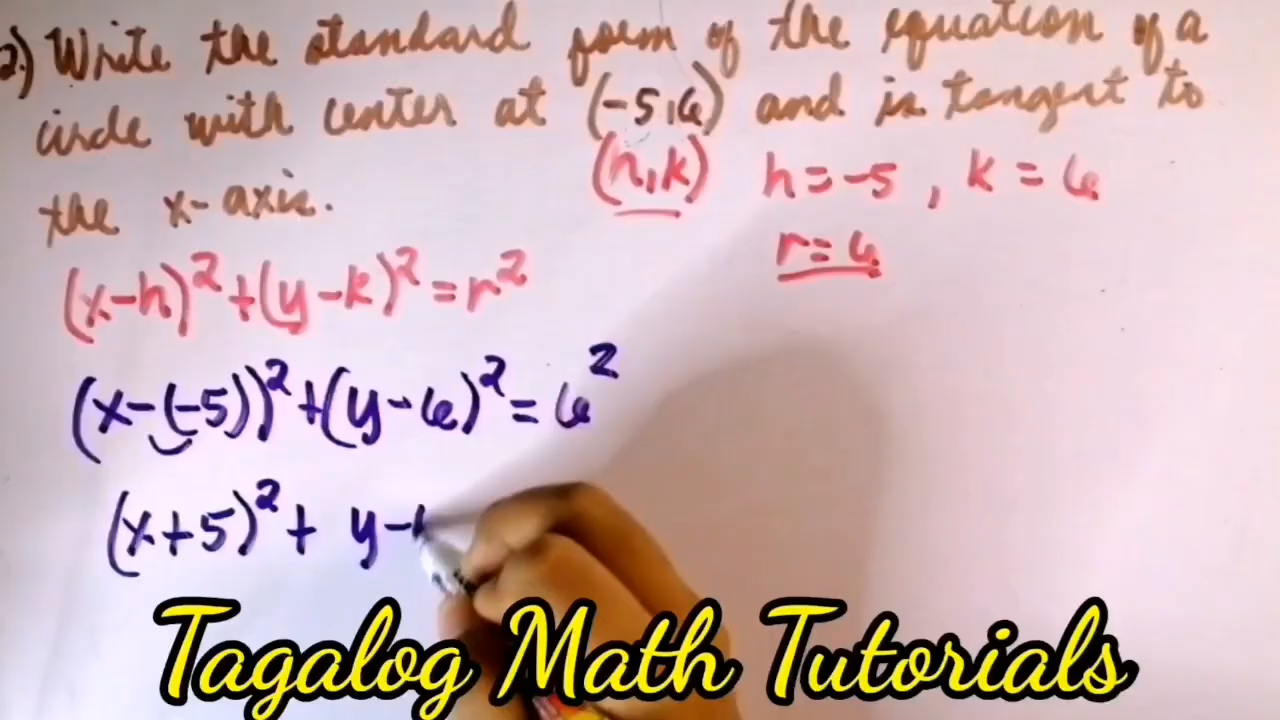 2.) Write the standard form of the equation of a
circle with center at (-5,6) and is tangent to
(h,k) h=-5, k=6
the x-axis.
r=6
(x-h)²+(y-k)²=r²
(x-(-5))²+(y-6)²=6²
(x+5)²+ y-
Tagalog Math Tutorials